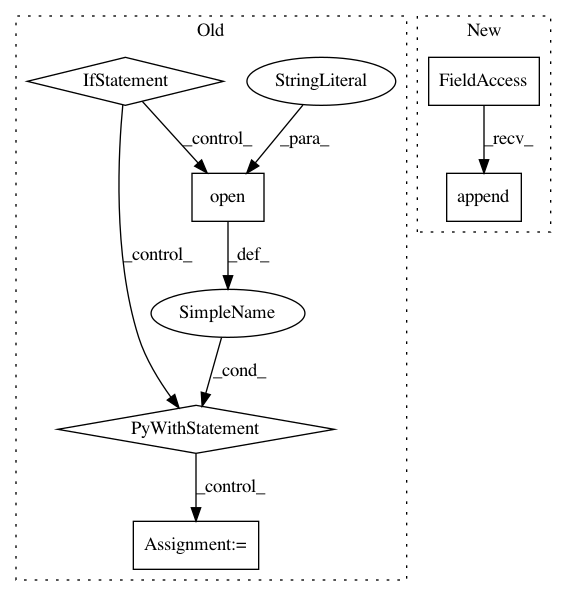 Old
New
IfStatement
StringLiteral
FieldAccess
_control_
_para_
_recv_
open
append
_control_
_def_
SimpleName
_cond_
PyWithStatement
_control_
Assignment:=